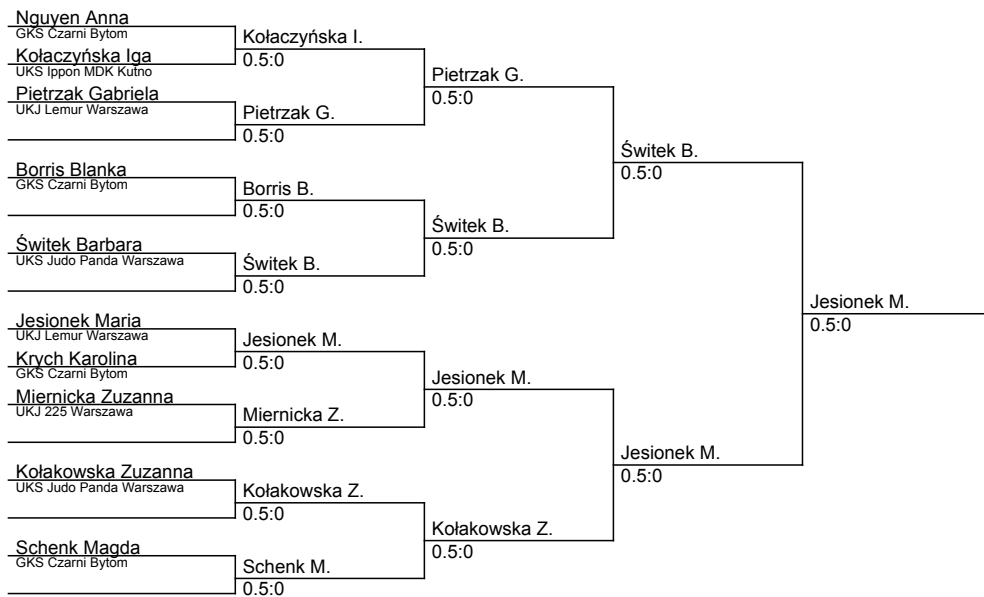 Nguyen Anna
GKS Czarni Bytom
Kołaczyńska Iga
UKS Ippon MDK Kutno
Pietrzak Gabriela
UKJ Lemur Warszawa
Borris Blanka
GKS Czarni Bytom
Świtek Barbara
UKS Judo Panda Warszawa
Jesionek Maria
UKJ Lemur Warszawa
Krych Karolina
GKS Czarni Bytom
Miernicka Zuzanna
UKJ 225 Warszawa
Kołakowska Zuzanna
UKS Judo Panda Warszawa
Schenk Magda
GKS Czarni Bytom
Kołaczyńska I.
0.5:0
Pietrzak G.
0.5:0
Borris B.
0.5:0
Świtek B.
0.5:0
Jesionek M.
0.5:0
Miernicka Z.
0.5:0
Kołakowska Z.
0.5:0
Schenk M.
0.5:0
Pietrzak G.
0.5:0
Świtek B.
0.5:0
Jesionek M.
0.5:0
Kołakowska Z.
0.5:0
Świtek B.
0.5:0
Jesionek M.
0.5:0
Jesionek M.
0.5:0